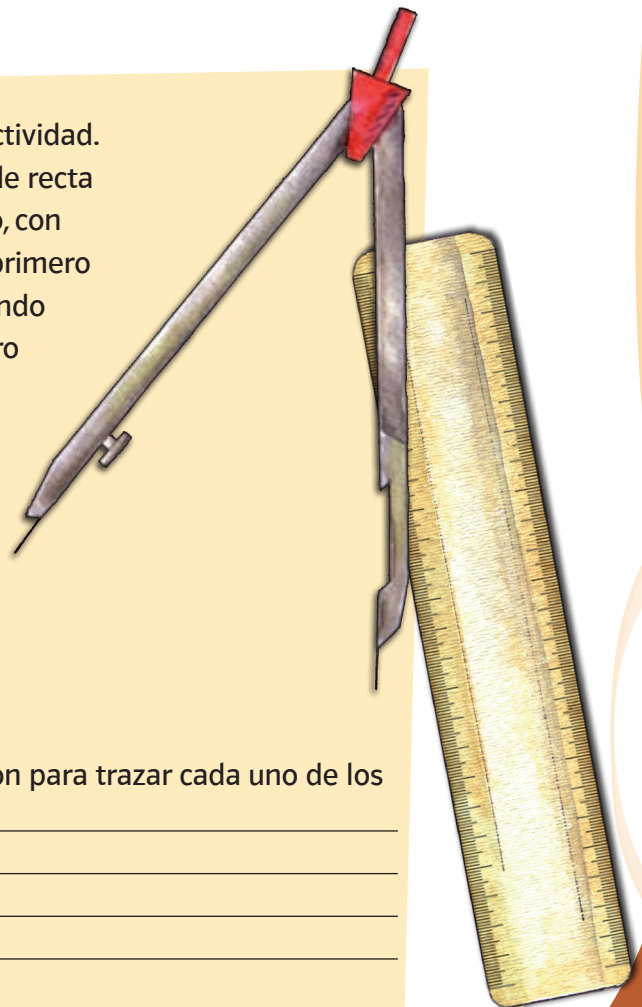 ctividad.
de recta
o, con
primero
ndo
ro
on para trazar cada uno de los